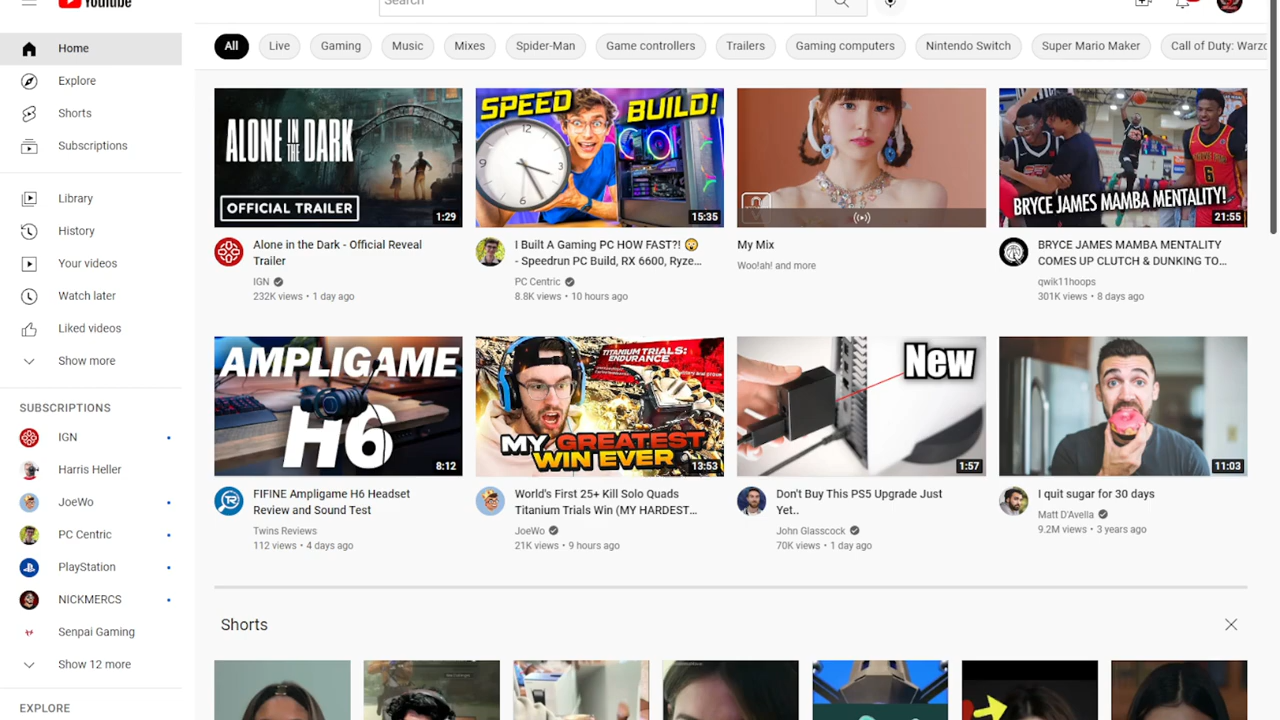 YouTube
Search
Home
Explore
Shorts
Subscriptions
Library
History
Your videos
Watch later
Liked videos
Show more
SUBSCRIPTIONS
IGN
Harris Heller
JoeWo
PC Centric
PlayStation
NICKMERCS
Senpai Gaming
Show 12 more
EXPLORE
All
Live
Gaming
Music
Mixes
Spider-Man
Game controllers
Trailers
Gaming computers
Nintendo Switch
Super Mario Maker
Call of Duty: Warzo
ALONE IN THE DARK
OFFICIAL TRAILER
1:29
Alone in the Dark - Official Reveal
Trailer
IGN
232K views • 1 day ago
SPEED BUILD!
15:35
I Built A Gaming PC HOW FAST?! 😲
- Speedrun PC Build, RX 6600, Ryze...
PC Centric
8.8K views • 10 hours ago
My Mix
Woo!ah! and more
BRYCE JAMES MAMBA MENTALITY!
21:55
BRYCE JAMES MAMBA MENTALITY
COMES UP CLUTCH & DUNKING TO...
qwik11hoops
301K views • 8 days ago
AMPLIGAME
H6
8:12
FIFINE Ampligame H6 Headset
Review and Sound Test
Twins Reviews
112 views • 4 days ago
TITANIUM TRIALS:
ENDURANCE
MY GREATEST
WIN EVER
13:53
World's First 25+ Kill Solo Quads
Titanium Trials Win (MY HARDEST...
JoeWo
21K views • 9 hours ago
New
1:57
Don't Buy This PS5 Upgrade Just
Yet..
John Glasscock
70K views • 1 day ago
11:03
I quit sugar for 30 days
Matt D'Avella
9.2M views • 3 years ago
Shorts